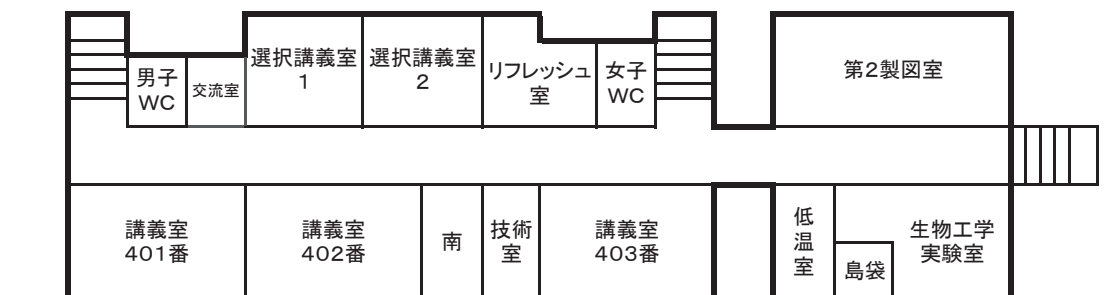 男子
WC
交流室
選択講義室
1
選択講義室
2
リフレッシュ
室
女子
WC
第2製図室
講義室
401番
講義室
402番
南
技術
室
講義室
403番
低
温
室
島袋
生物工学
実験室